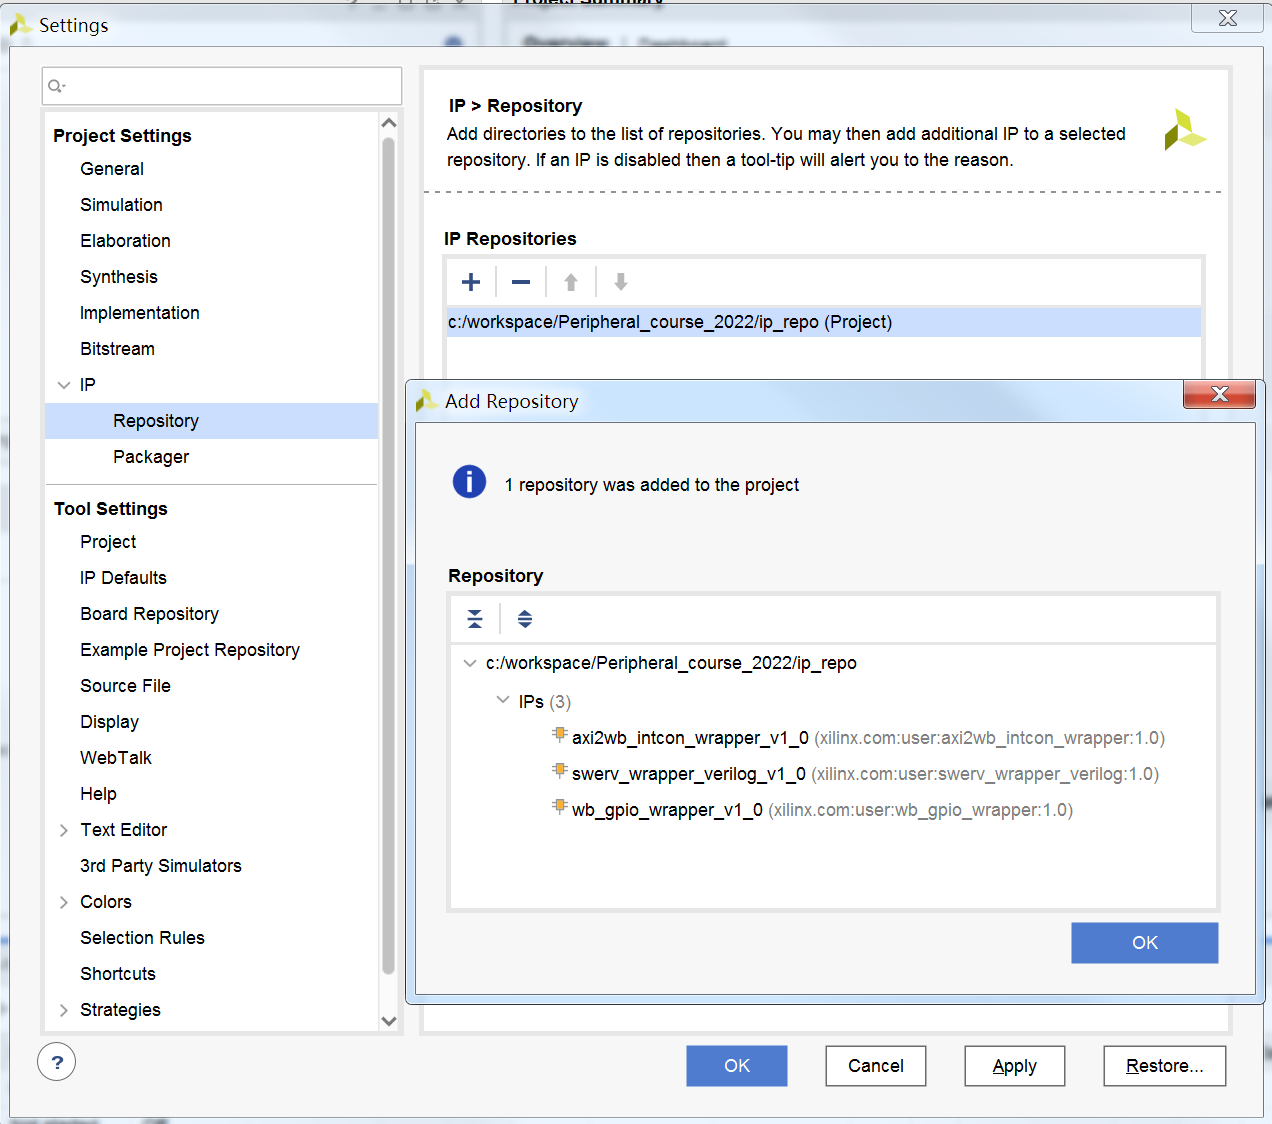 Project Summary
Settings
Overview | Dashboard
Project Settings
General
Simulation
Elaboration
Synthesis
Implementation
Bitstream
IP
Repository
Packager
Tool Settings
Project
IP Defaults
Board Repository
Example Project Repository
Source File
Display
WebTalk
Help
Text Editor
3rd Party Simulators
Colors
Selection Rules
Shortcuts
Strategies
IP > Repository
Add directories to the list of repositories. You may then add additional IP to a selected
repository. If an IP is disabled then a tool-tip will alert you to the reason.
IP Repositories
c:/workspace/Peripheral_course_2022/ip_repo (Project)
Add Repository
1 repository was added to the project
Repository
c:/workspace/Peripheral_course_2022/ip_repo
IPs (3)
axi2wb_intcon_wrapper_v1_0 (xilinx.com:user:axi2wb_intcon_wrapper:1.0)
swerv_wrapper_verilog_v1_0 (xilinx.com:user:swerv_wrapper_verilog:1.0)
wb_gpio_wrapper_v1_0 (xilinx.com:user:wb_gpio_wrapper:1.0)
OK
?
OK
Cancel
Apply
Restore...